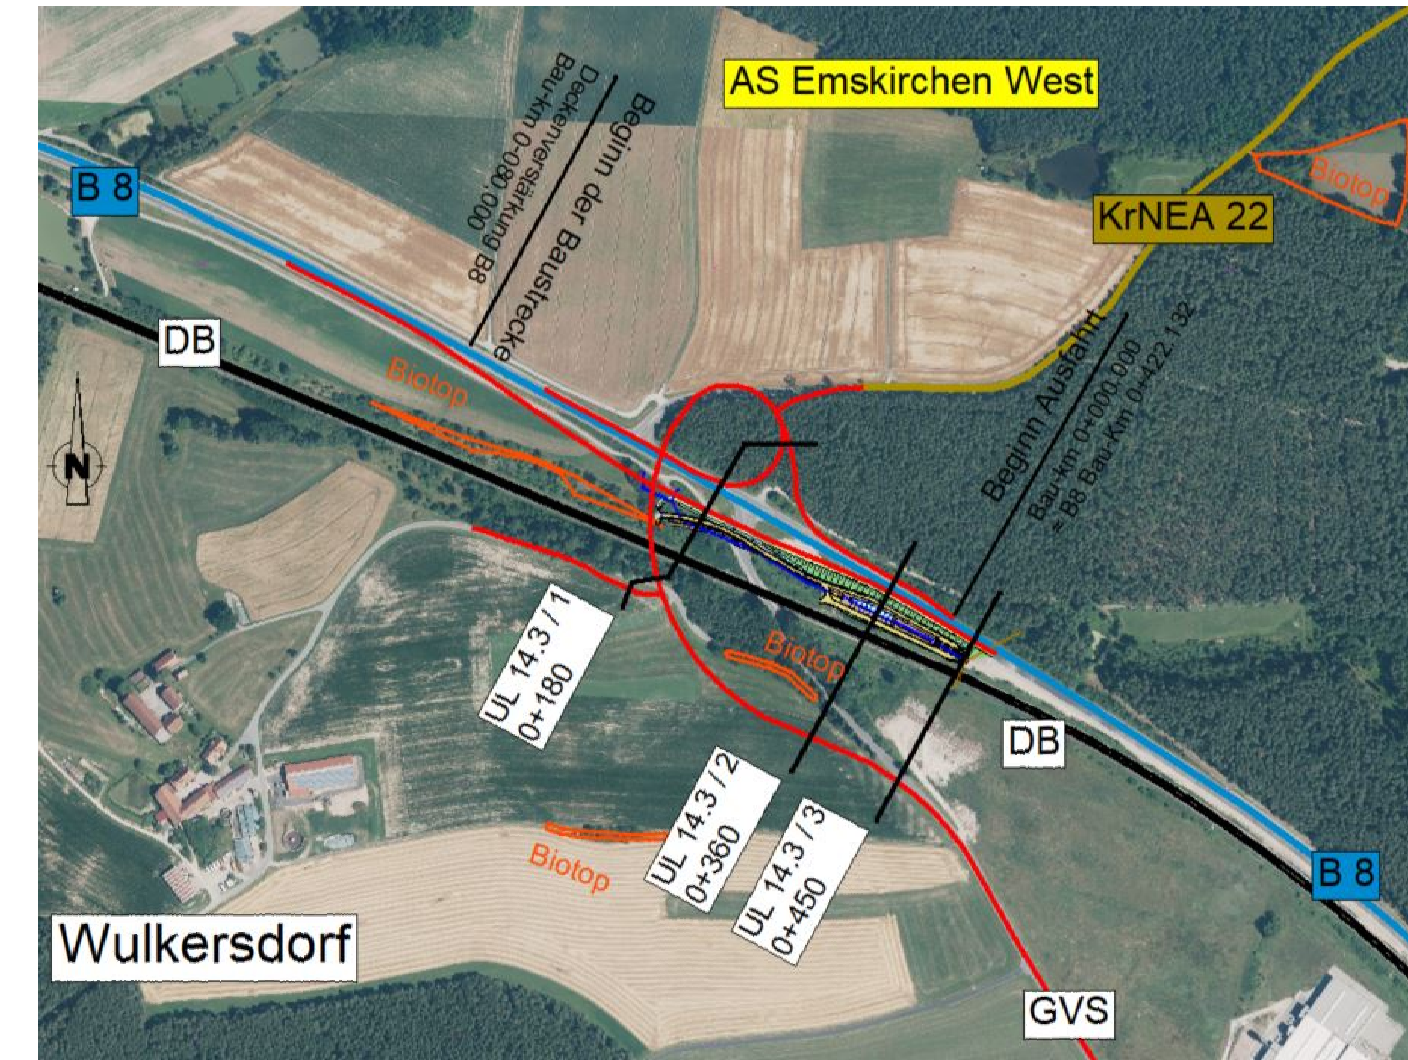 AS Emskirchen West
B 8
Beginn der Baustrecke
Deckenverstärkung B8
Bau-km 0-080,000
Biotop
KrNEA 22
DB
Biotop
N
Beginn Ausfahrt
Bau-km 0+000,000
= B8 Bau-Km 0+422,132
UL 14.3 / 1
0+180
Biotop
DB
UL 14.3 / 2
0+360
UL 14.3 / 3
0+450
Biotop
B 8
Wulkersdorf
GVS